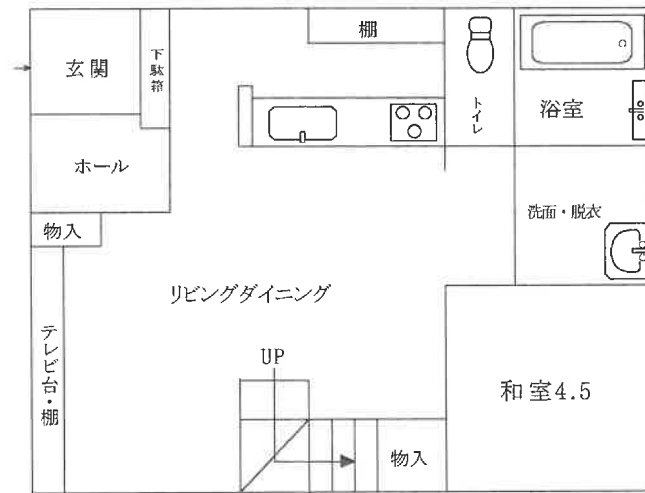 玄関
下駄箱
棚
トイレ
浴室
ホール
物入
洗面・脱衣
リビングダイニング
テレビ台・棚
UP
和室4.5
物入